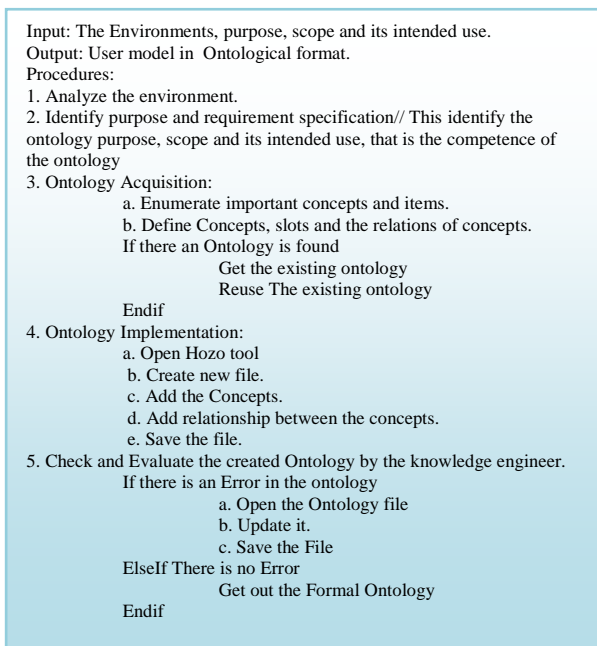 Input: The Environments, purpose, scope and its intended use.
Output: User model in Ontological format.
Procedures:
1. Analyze the environment.
2. Identify purpose and requirement specification// This identify the
ontology purpose, scope and its intended use, that is the competence of
the ontology
3. Ontology Acquisition:
a. Enumerate important concepts and items.
b. Define Concepts, slots and the relations of concepts.
If there an Ontology is found
Get the existing ontology
Reuse The existing ontology
Endif
4. Ontology Implementation:
a. Open Hozo tool
b. Create new file.
c. Add the Concepts.
d. Add relationship between the concepts.
e. Save the file.
5. Check and Evaluate the created Ontology by the knowledge engineer.
If there is an Error in the ontology
a. Open the Ontology file
b. Update it.
c. Save the File
ElseIf There is no Error
Get out the Formal Ontology
Endif